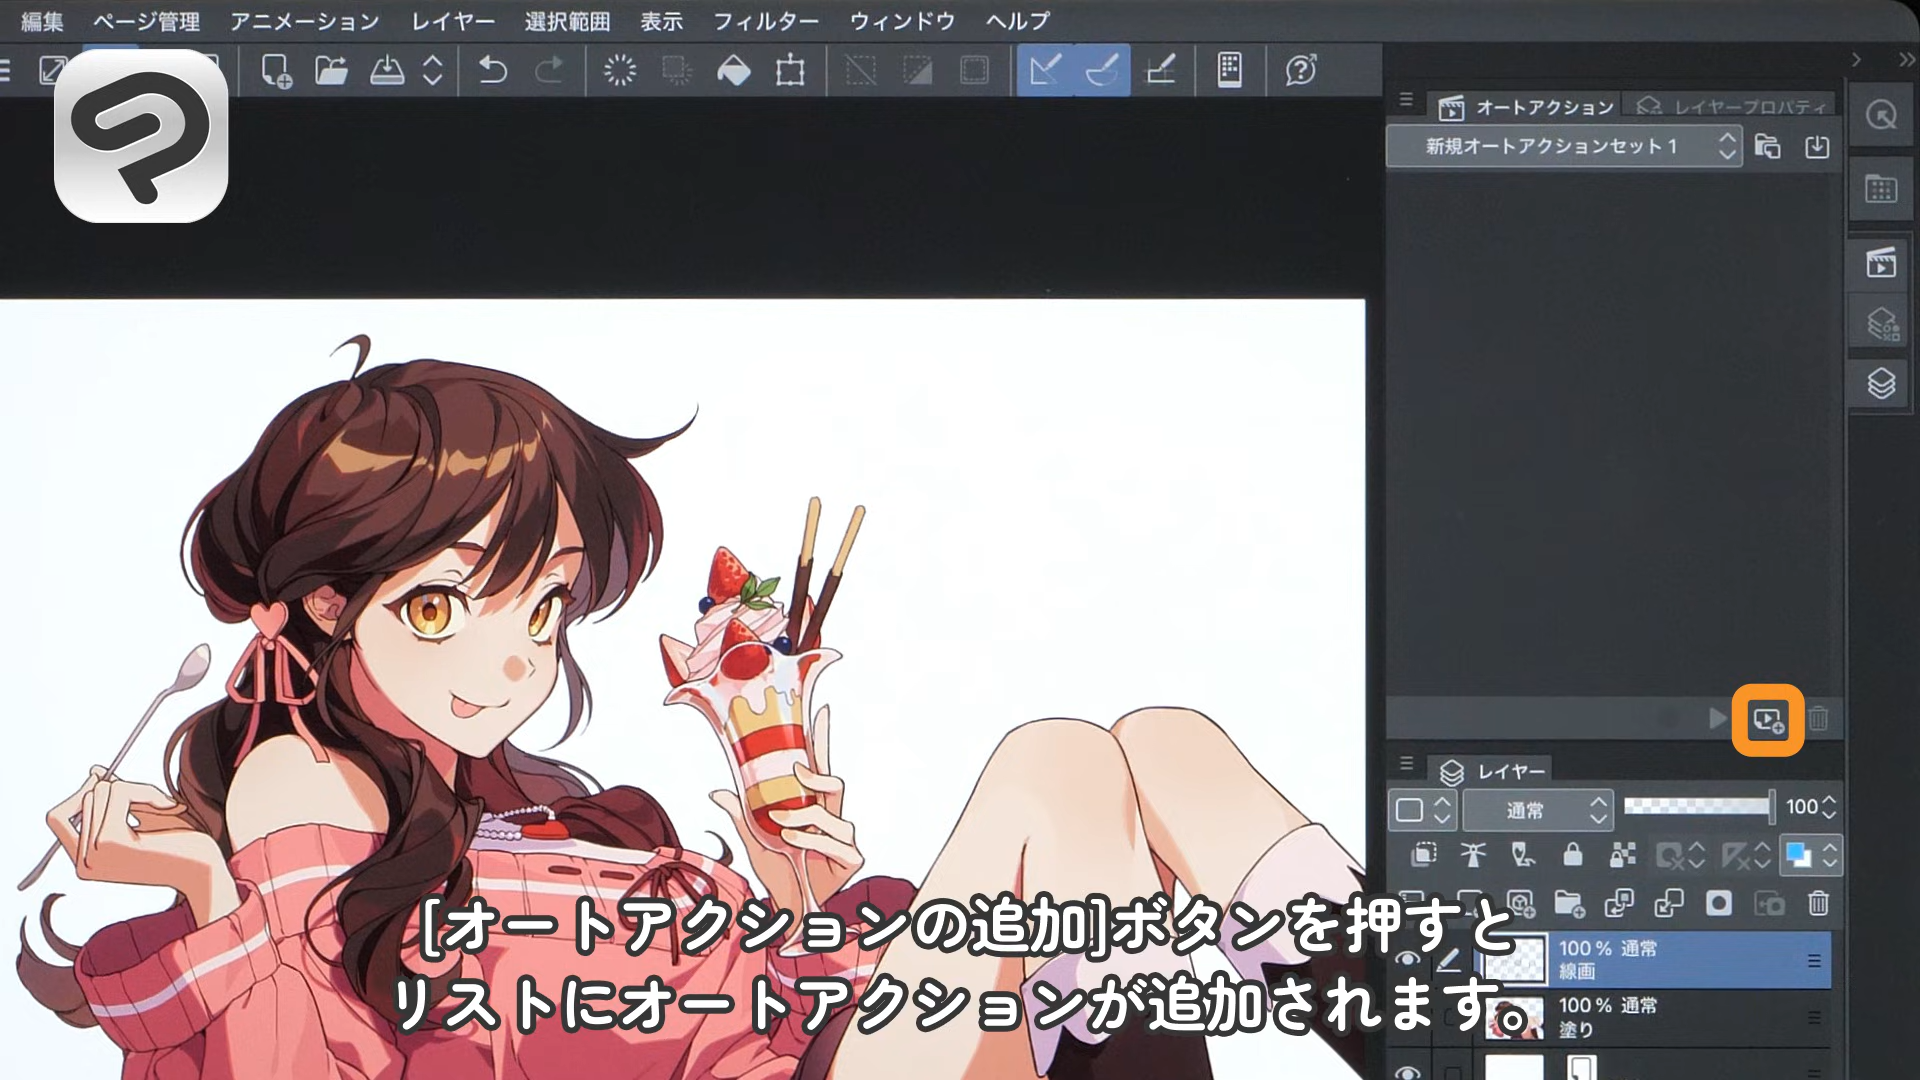 編集 ページ管理 アニメーション レイヤー 選択範囲 表示 フィルター ウィンドウ ヘルプ
オートアクション レイヤープロパティ
新規オートアクションセット 1
レイヤー
通常 100
100 % 通常
線画
100 % 通常
塗り
[オートアクションの追加]ボタンを押すと
リストにオートアクションが追加されます。